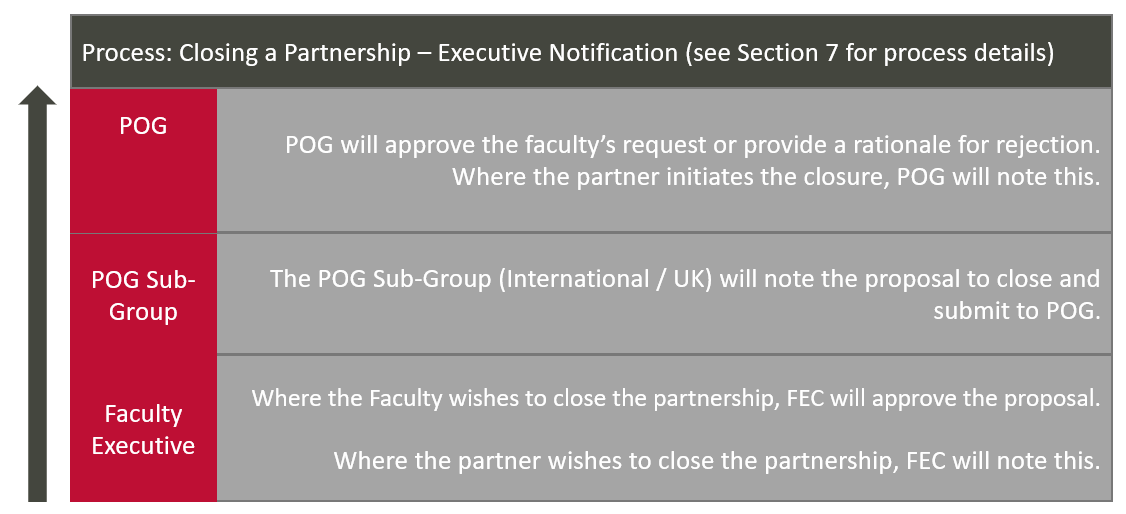 Process: Closing a Partnership – Executive Notification (see Section 7 for process details)
POG
POG will approve the faculty’s request or provide a rationale for rejection.
Where the partner initiates the closure, POG will note this.
POG Sub-
Group
The POG Sub-Group (International / UK) will note the proposal to close and
submit to POG.
Faculty
Executive
Where the Faculty wishes to close the partnership, FEC will approve the proposal.
Where the partner wishes to close the partnership, FEC will note this.